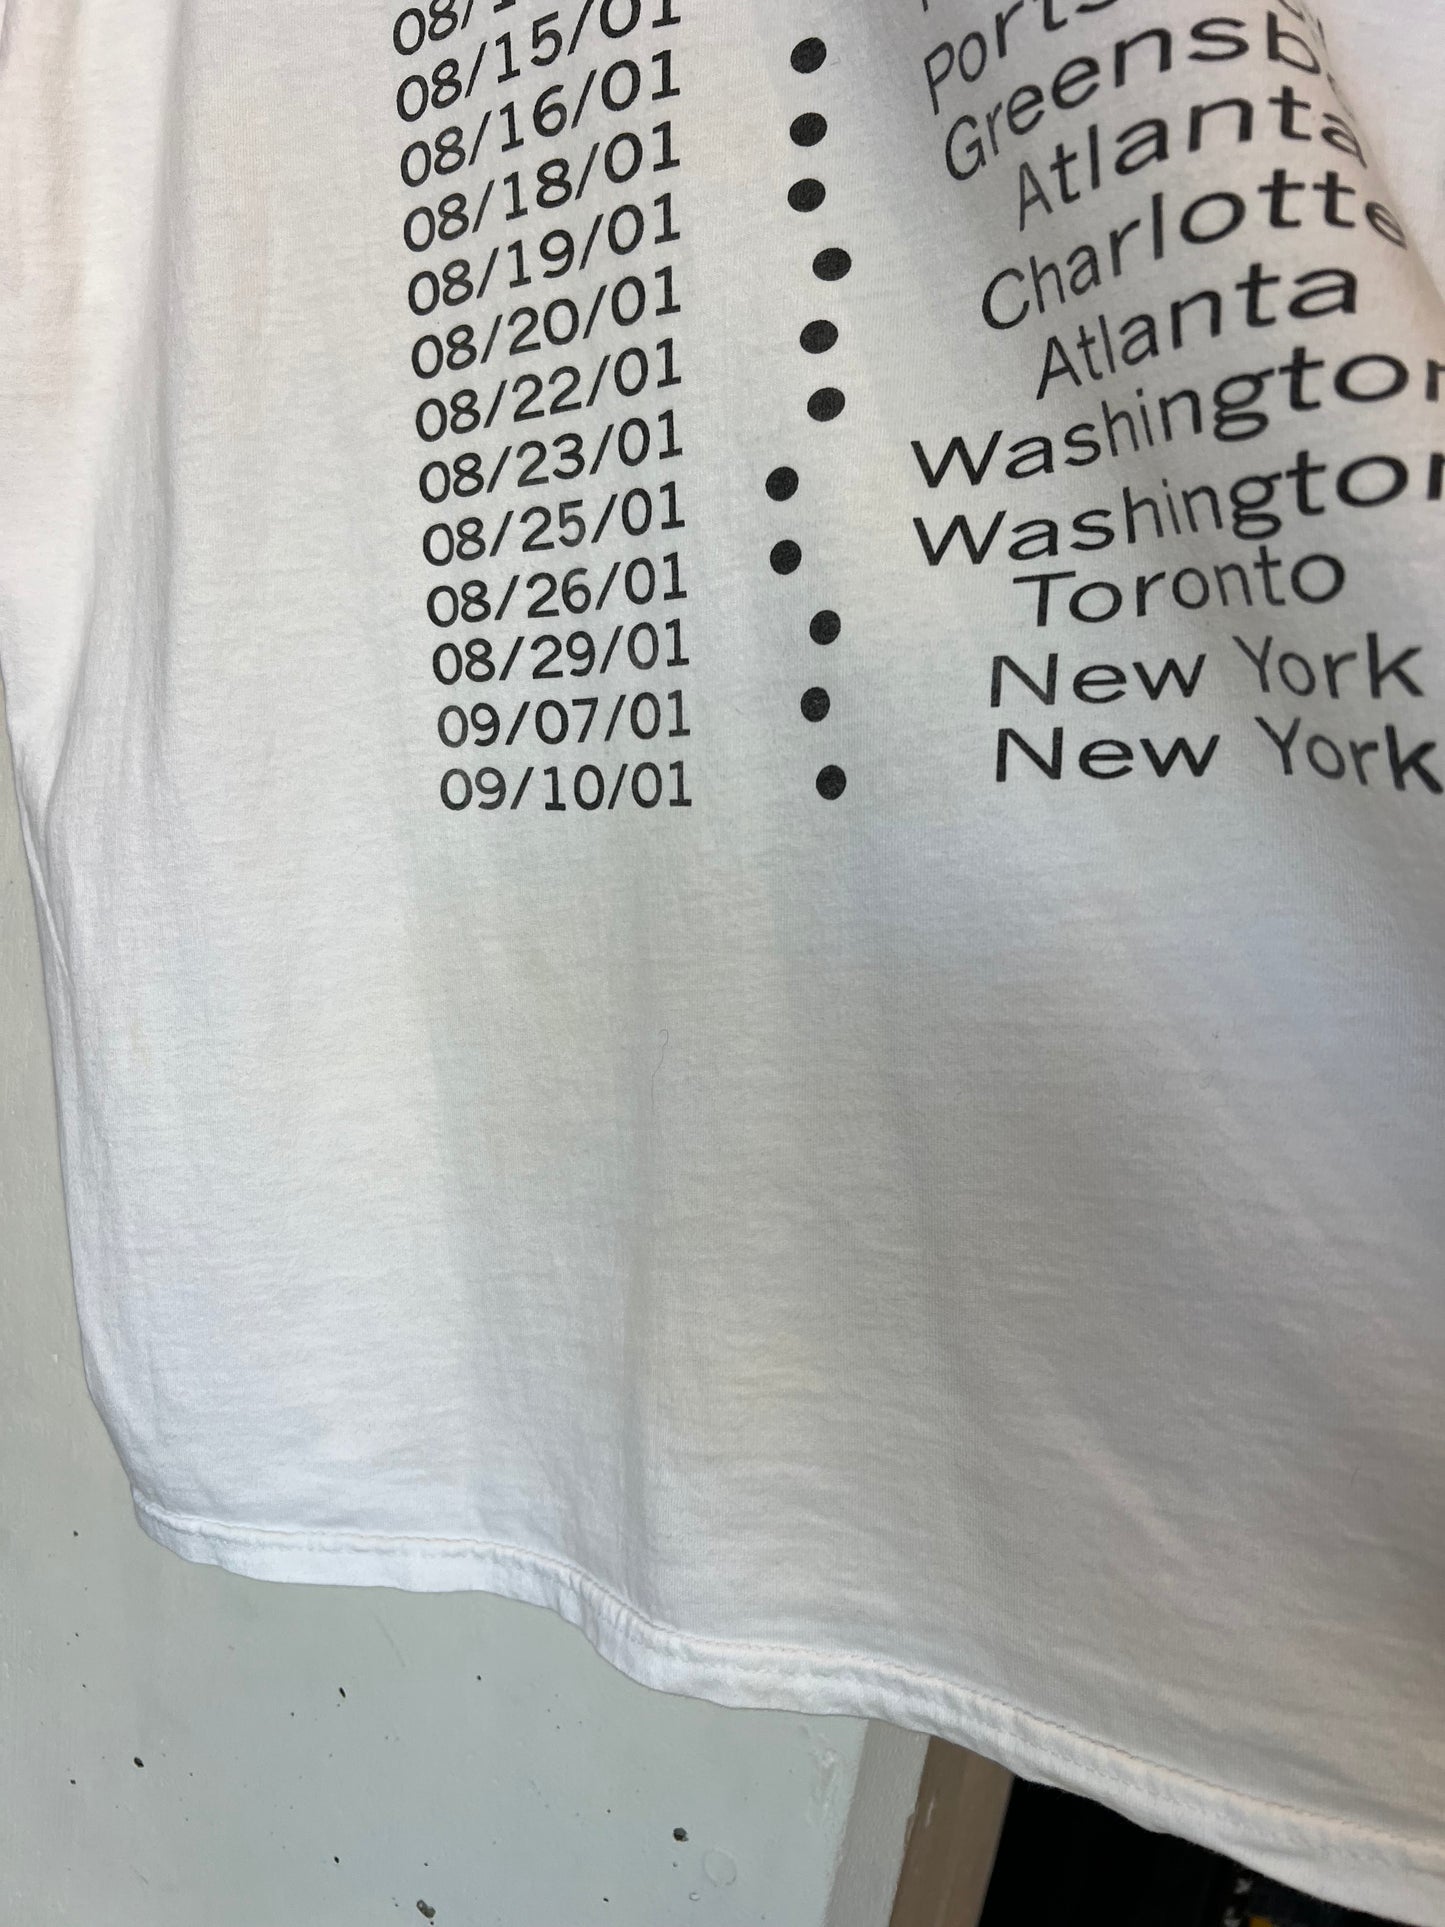 08/15/01
08/16/01 •
08/18/01 • Ports
08/19/01 • Greensb
08/20/01 • Atlanta
08/22/01 • Charlotte
08/23/01 • Atlanta
08/25/01 • Washington
08/26/01 • Washington
08/29/01 • Toronto
09/07/01 • New York
09/10/01 • New York